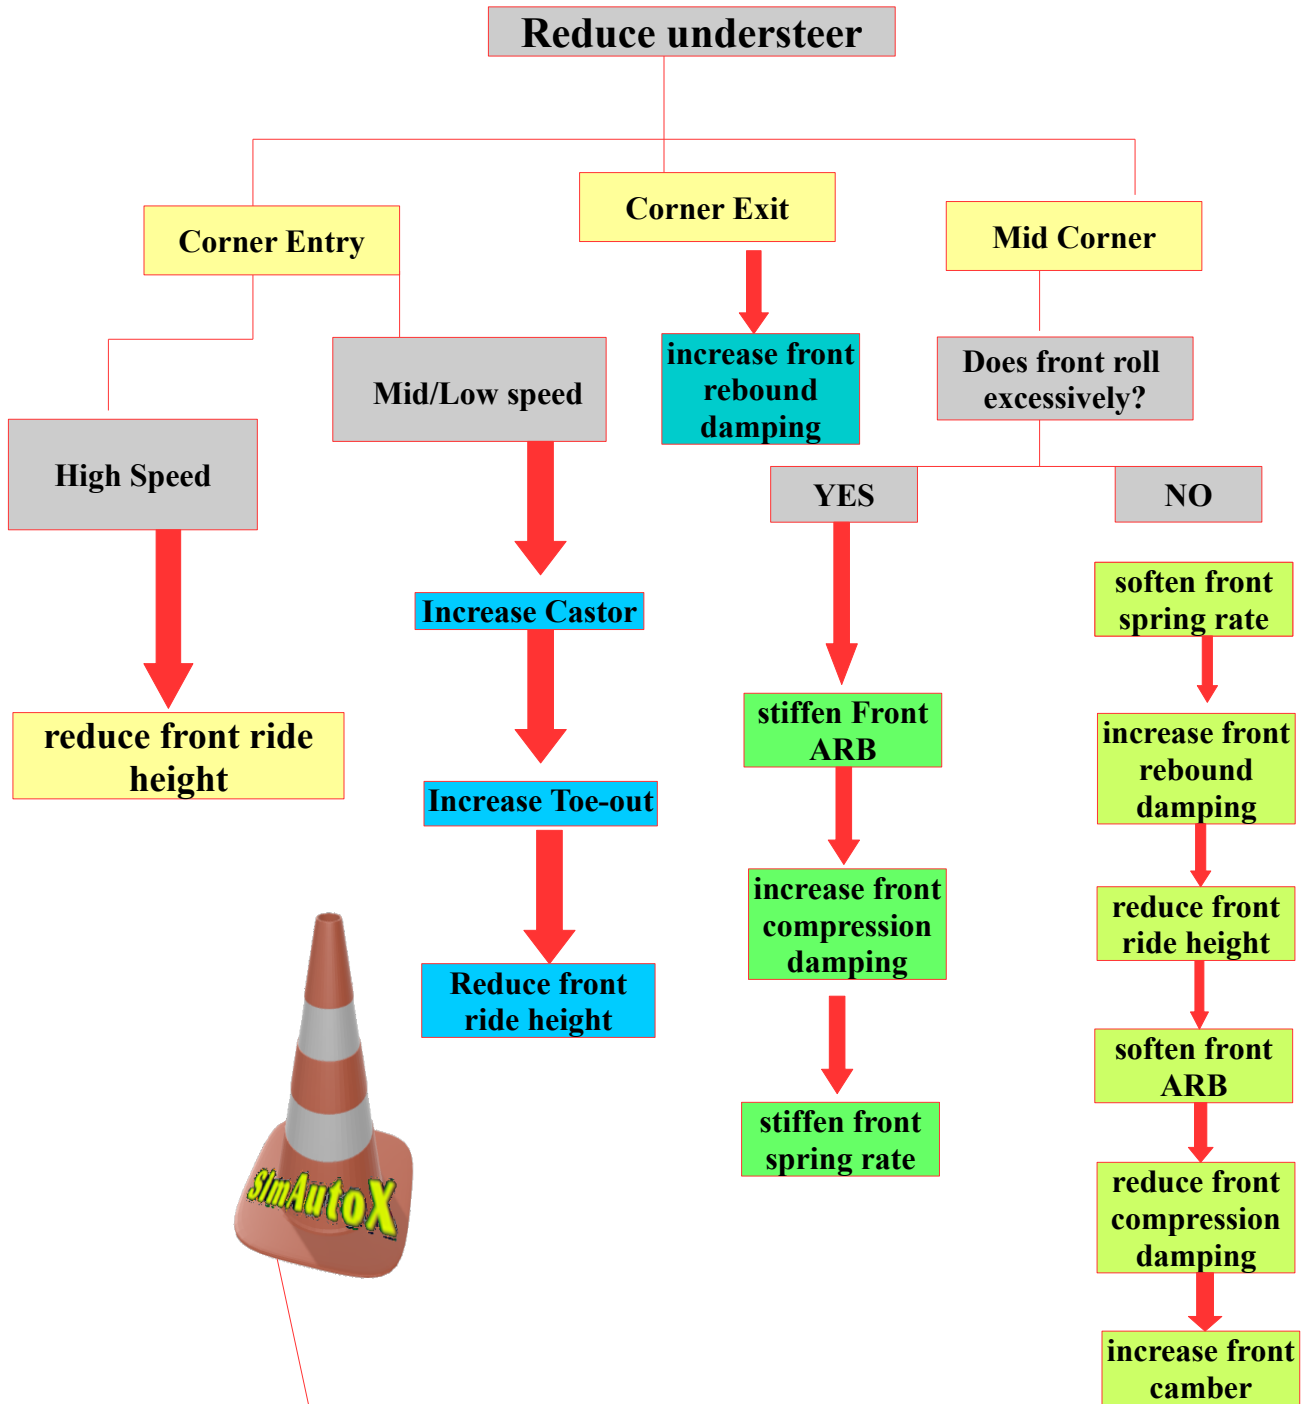 Reduce understeer
Corner Entry
Corner Exit
Mid Corner
High Speed
Mid/Low speed
increase front
rebound
damping
Does front roll
excessively?
YES
NO
reduce front ride
height
Increase Castor
Increase Toe-out
Reduce front
ride height
stiffen Front
ARB
increase front
compression
damping
stiffen front
spring rate
soften front
spring rate
increase front
rebound
damping
reduce front
ride height
soften front
ARB
reduce front
compression
damping
increase front
camber
SimAutoX